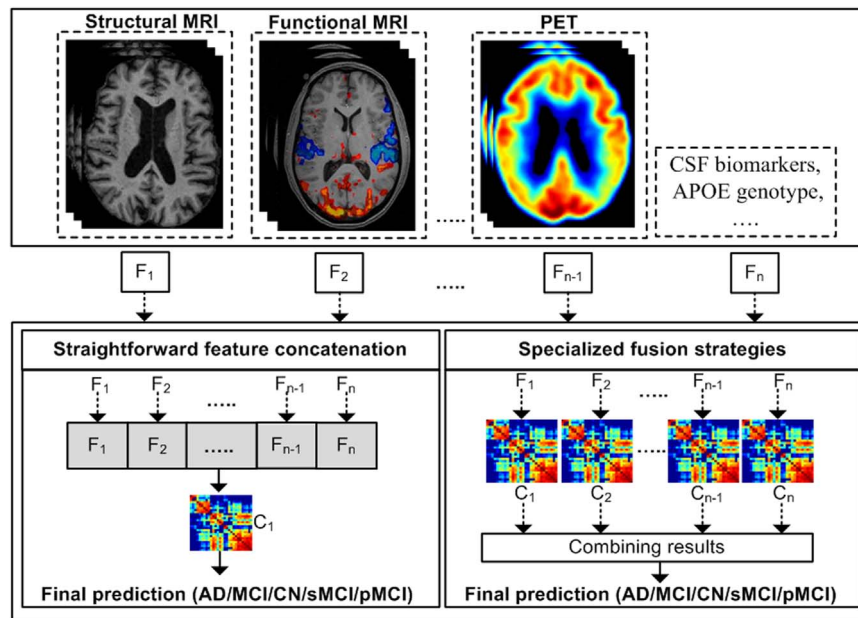 Structural MRI Functional MRI PET
CSF biomarkers,
APOE genotype,
.....
....
F₁ F₂ ..... Fₙ₋₁ Fₙ
Straightforward feature concatenation
F₁ F₂ ..... Fₙ₋₁ Fₙ
F₁ F₂ ..... Fₙ₋₁ Fₙ
C₁
Final prediction (AD/MCI/CN/sMCI/pMCI)
Specialized fusion strategies
F₁ F₂ ..... Fₙ₋₁ Fₙ
.....
C₁ C₂ Cₙ₋₁ Cₙ
Combining results
Final prediction (AD/MCI/CN/sMCI/pMCI)